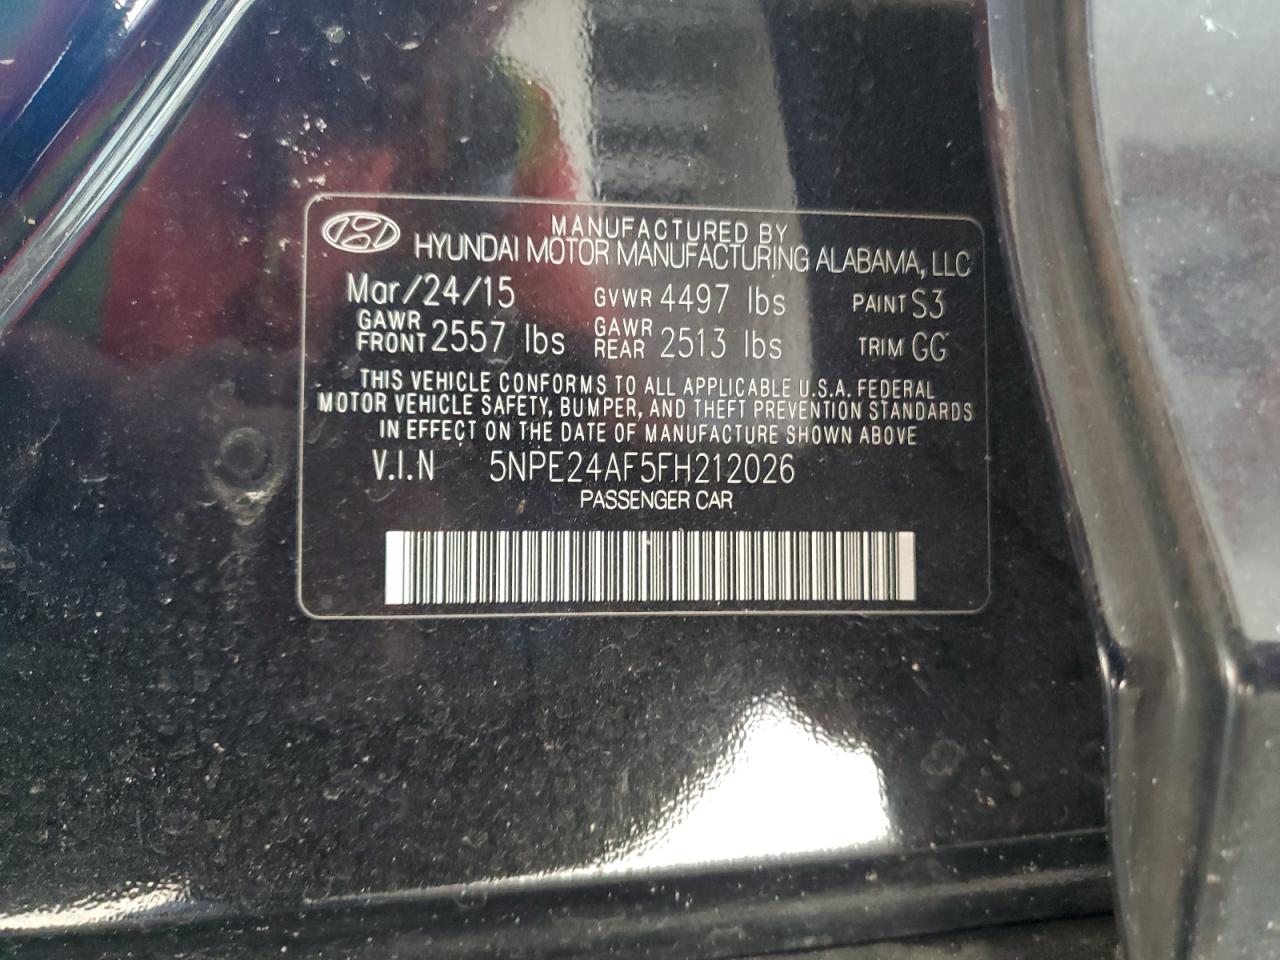 MANUFACTURED BY
HYUNDAI MOTOR MANUFACTURING ALABAMA, LLC
Mar/24/15 GVWR 4497 lbs PAINT S3
GAWR FRONT 2557 lbs GAWR REAR 2513 lbs TRIM GG
THIS VEHICLE CONFORMS TO ALL APPLICABLE U.S.A. FEDERAL
MOTOR VEHICLE SAFETY, BUMPER, AND THEFT PREVENTION STANDARDS
IN EFFECT ON THE DATE OF MANUFACTURE SHOWN ABOVE
V.I.N 5NPE24AF5FH212026
PASSENGER CAR